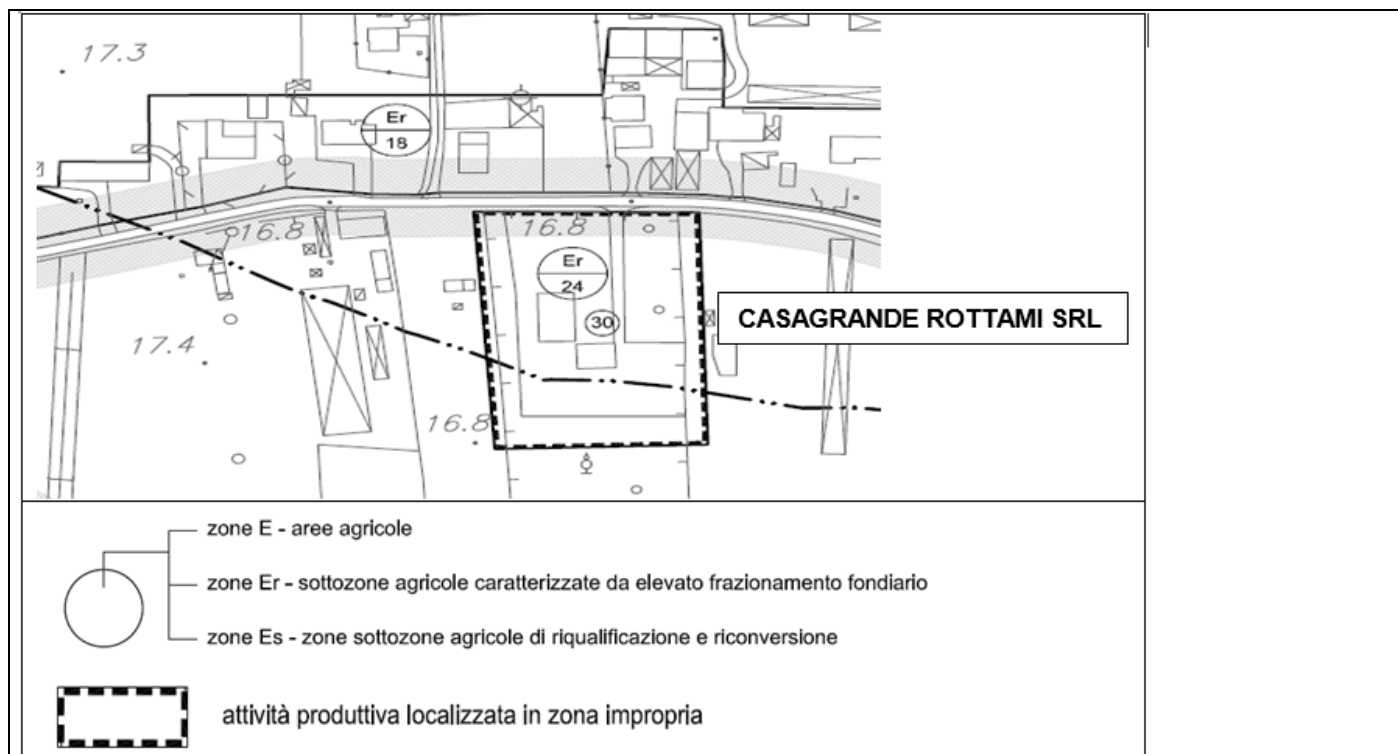 17.3
Er
18
16.8
16.8
Er
24
30
CASAGRANDE ROTTAMI SRL
17.4
16.8
zone E - aree agricole
zone Er - sottozone agricole caratterizzate da elevato frazionamento fondiario
zone Es - zone sottozone agricole di riqualificazione e riconversione
attività produttiva localizzata in zona impropria